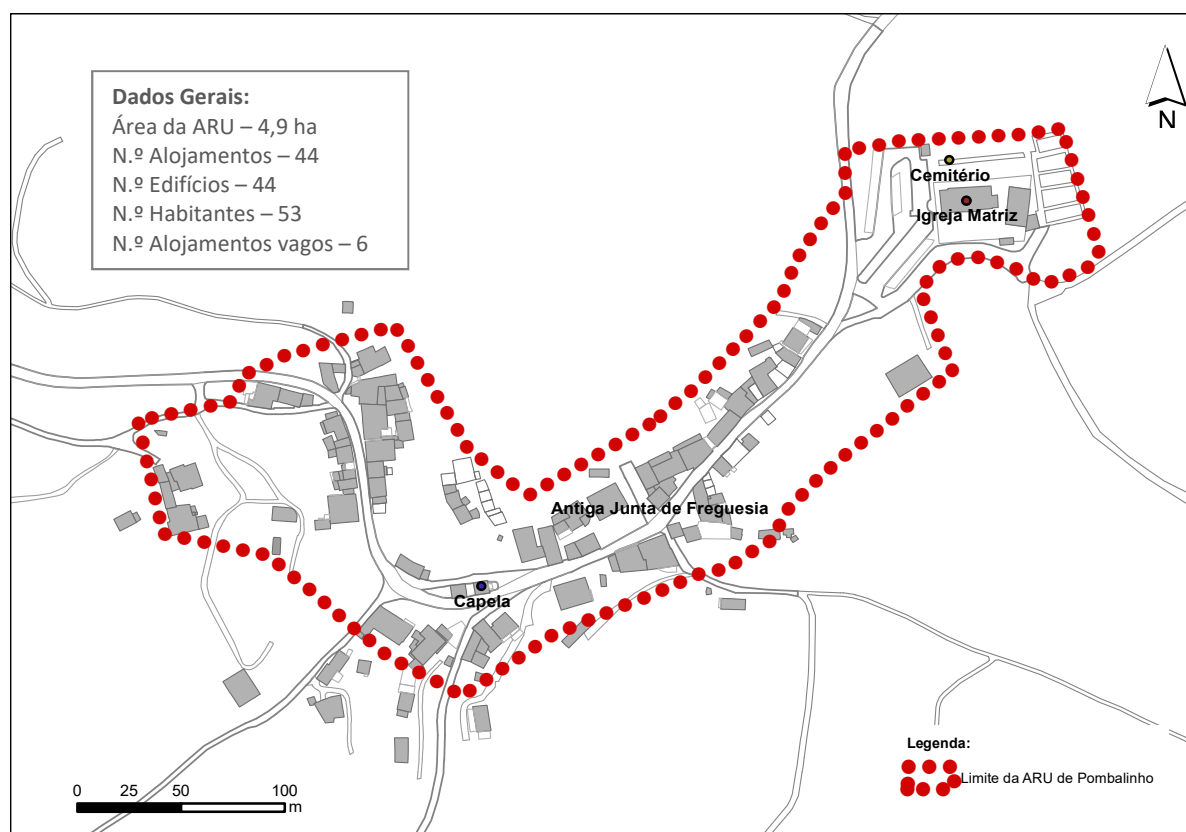 Dados Gerais:
Área da ARU – 4,9 ha
N.º Alojamentos – 44
N.º Edifícios – 44
N.º Habitantes – 53
N.º Alojamentos vagos – 6
N
Cemitério
Igreja Matriz
Antiga Junta de Freguesia
Capela
Legenda:
Limite da ARU de Pombalinho
0 25 50 100
m